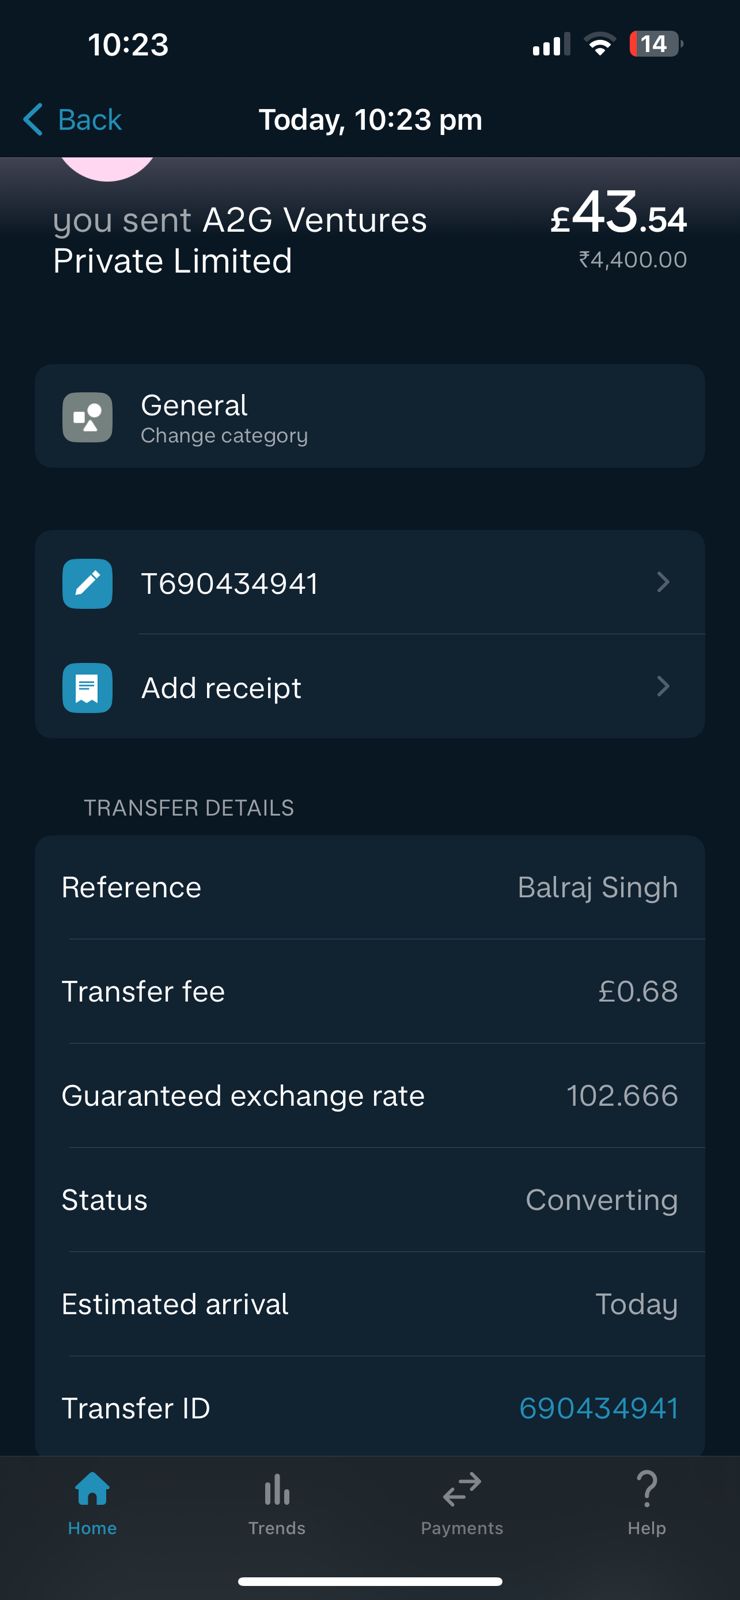 10:23
14
Back
Today, 10:23 pm
you sent A2G Ventures
Private Limited
£43.54
₹4,400.00
General
Change category
T690434941
Add receipt
TRANSFER DETAILS
Reference Balraj Singh
Transfer fee £0.68
Guaranteed exchange rate 102.666
Status Converting
Estimated arrival Today
Transfer ID 690434941
Home Trends Payments Help